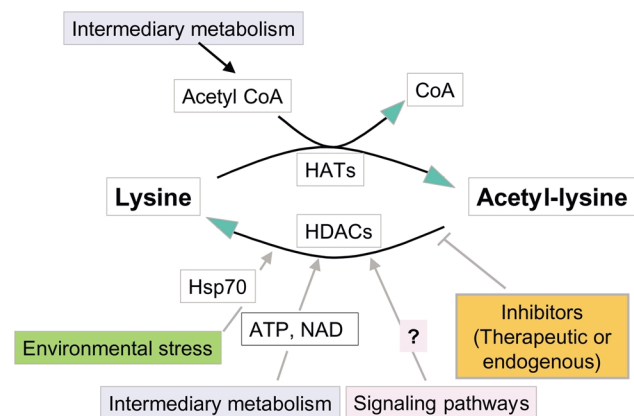 Intermediary metabolism
Acetyl CoA
CoA
HATs
Lysine
Acetyl-lysine
HDACs
Hsp70
Inhibitors
(Therapeutic or
endogenous)
ATP, NAD
?
Environmental stress
Intermediary metabolism
Signaling pathways